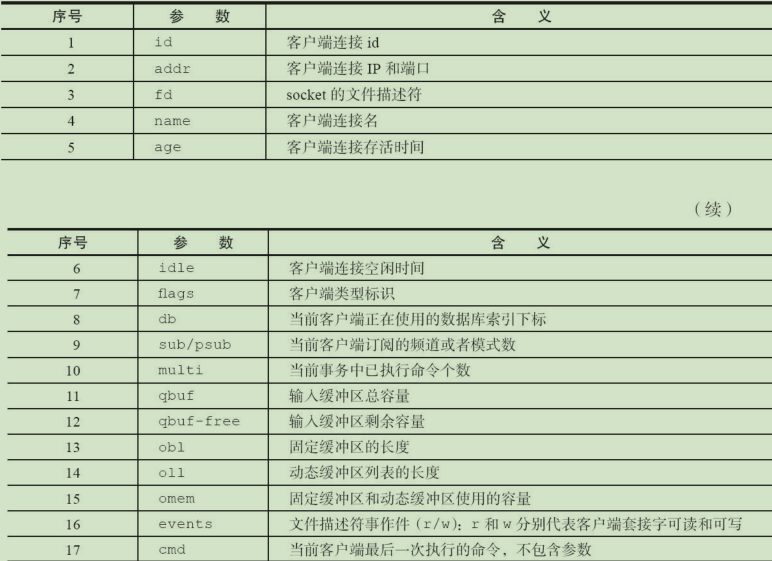 序号 参 数 含 义
1 id 客户端连接 id
2 addr 客户端连接 IP 和端口
3 fd socket 的文件描述符
4 name 客户端连接名
5 age 客户端连接存活时间
（续）
序号 参 数 含 义
6 idle 客户端连接空闲时间
7 flags 客户端类型标识
8 db 当前客户端正在使用的数据库索引下标
9 sub/psub 当前客户端订阅的频道或者模式数
10 multi 当前事务中已执行命令个数
11 qbuf 输入缓冲区总容量
12 qbuf-free 输入缓冲区剩余容量
13 obl 固定缓冲区的长度
14 oll 动态缓冲区列表的长度
15 omem 固定缓冲区和动态缓冲区使用的容量
16 events 文件描述符事作件（r/w）：r 和 w 分别代表客户端套接字可读和可写
17 cmd 当前客户端最后一次执行的命令，不包含参数